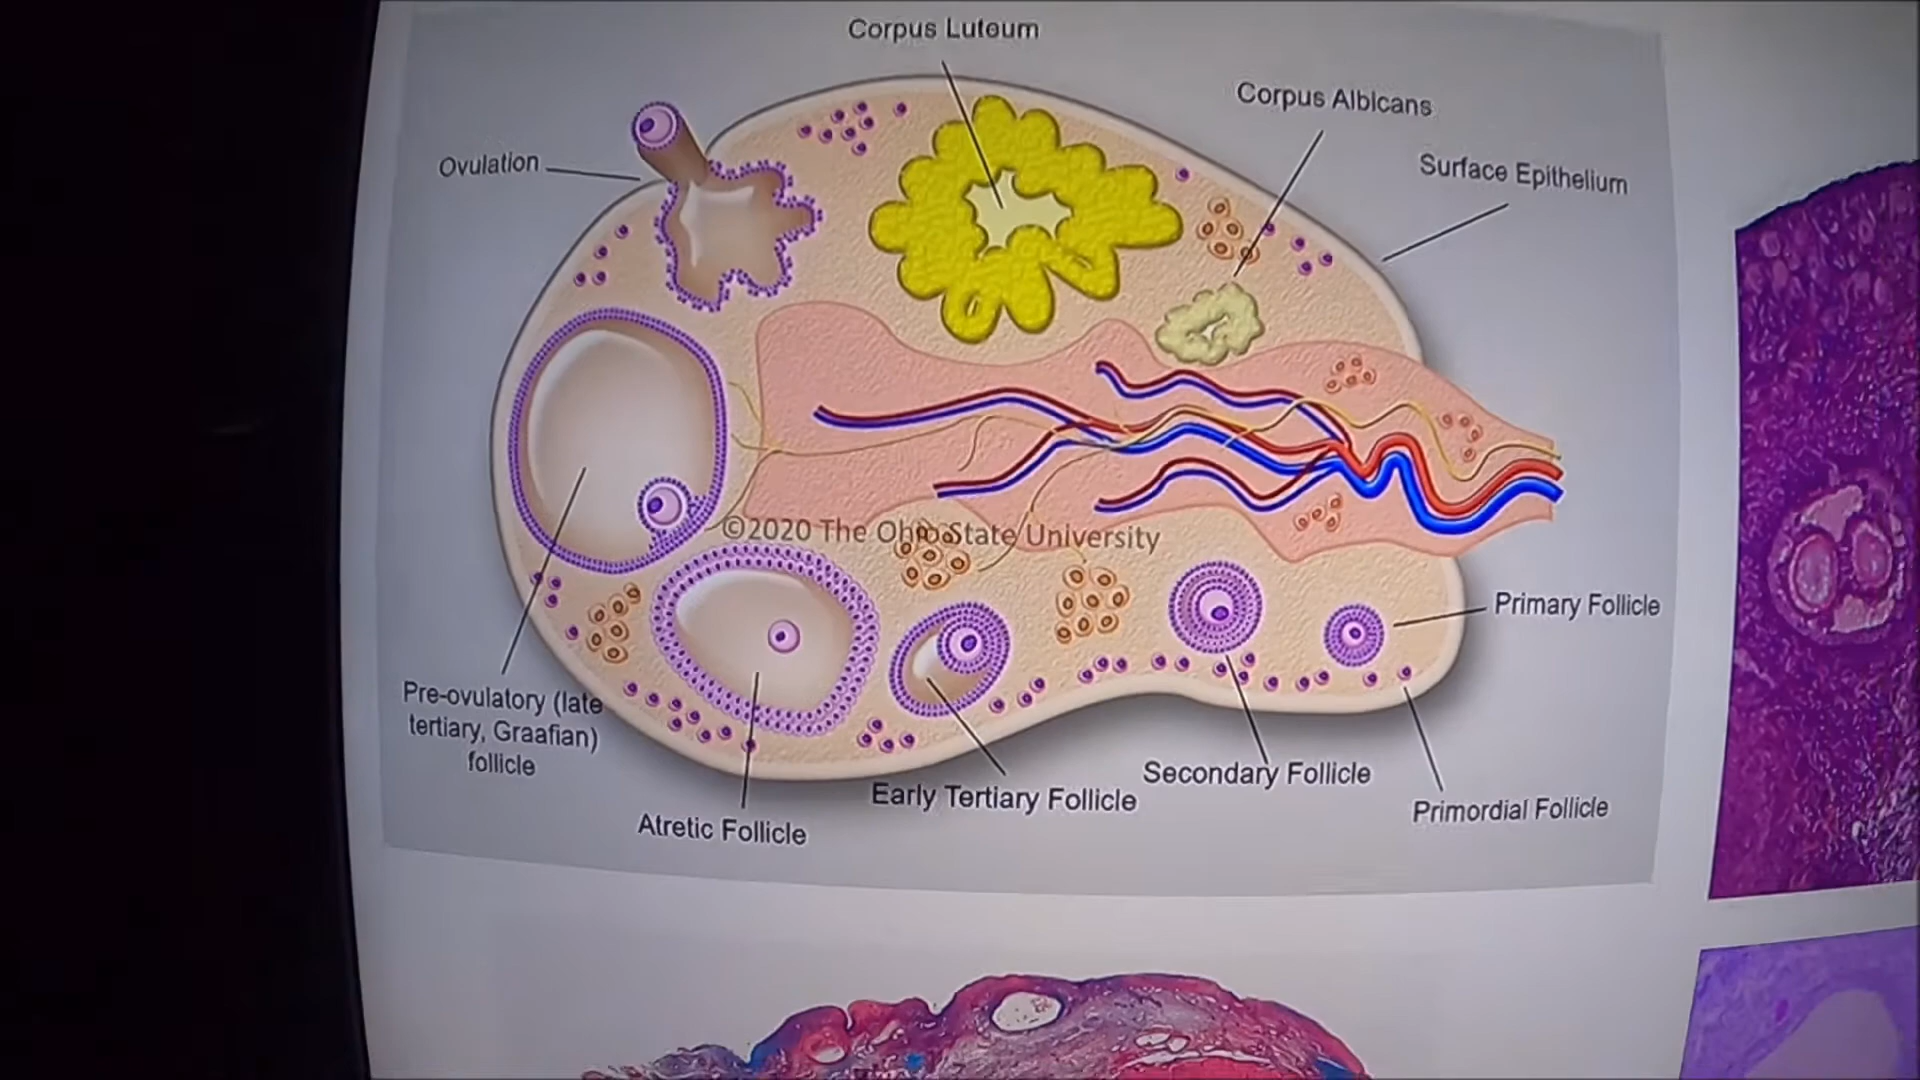 Corpus Luteum
Corpus Albicans
Surface Epithelium
Ovulation
©2020 The Ohio State University
Primary Follicle
Pre-ovulatory (late
tertiary, Graafian)
follicle
Secondary Follicle
Early Tertiary Follicle
Primordial Follicle
Atretic Follicle